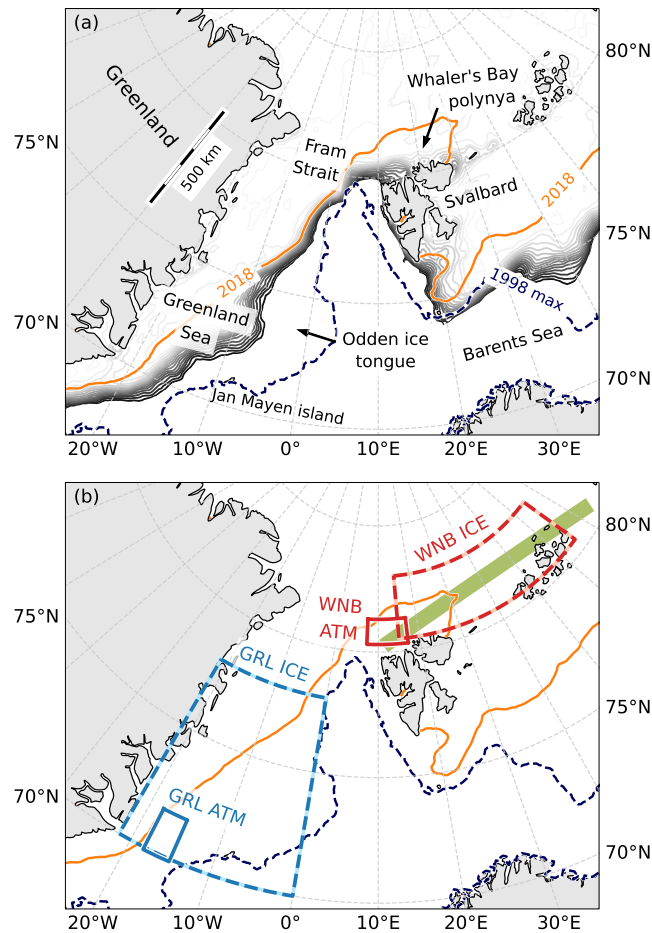 (a)
80°N
Greenland
Whaler's Bay
polynya
75°N
Fram
Strait
500 km
Svalbard
2018
75°N
2018
1998 max
Greenland
Sea
70°N
Odden ice
tongue
Barents Sea
70°N
Jan Mayen island
20°W
10°W
0°
10°E
20°E
30°E
(b)
80°N
WNB ICE
WNB
ATM
75°N
GRL ICE
75°N
GRL ATM
70°N
70°N
20°W
10°W
0°
10°E
20°E
30°E